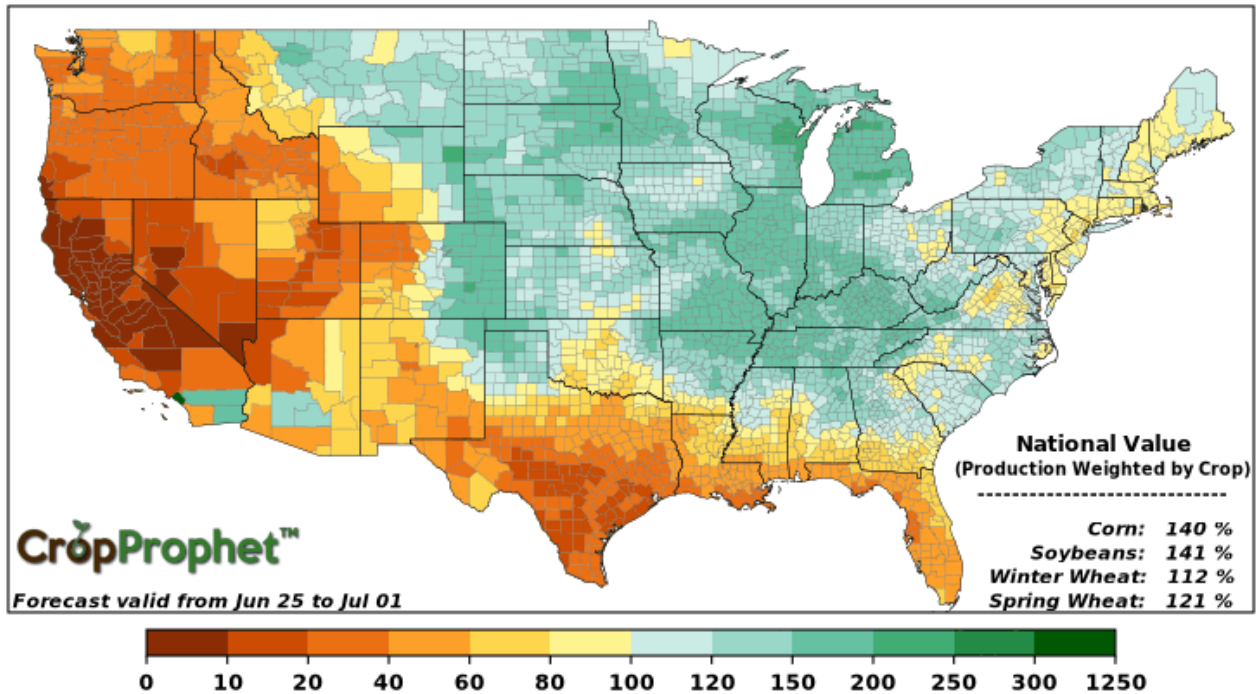 National Value
(Production Weighted by Crop)
----------------------------
Corn: 140 %
Soybeans: 141 %
Winter Wheat: 112 %
Spring Wheat: 121 %
CropProphet™
Forecast valid from Jun 25 to Jul 01
0 10 20 40 60 80 100 120 150 200 250 300 1250